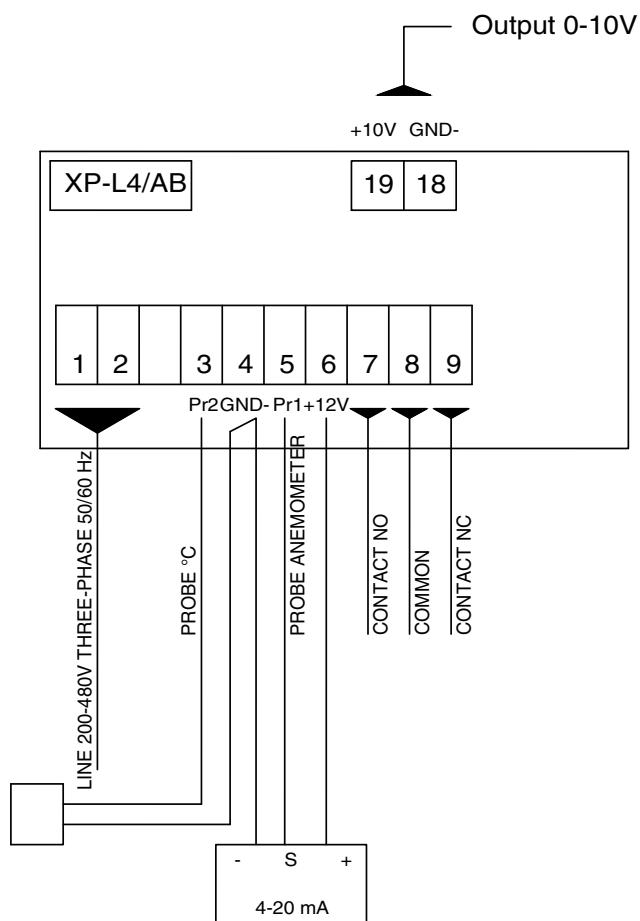 Output 0-10V
+10V GND-
XP-L4/AB
19 18
1 2 3 4 5 6 7 8 9
Pr2 GND- Pr1 +12V
LINE 200-480V THREE-PHASE 50/60 Hz
PROBE °C
PROBE ANEMOMETER
CONTACT NO
COMMON
CONTACT NC
- S +
4-20 mA